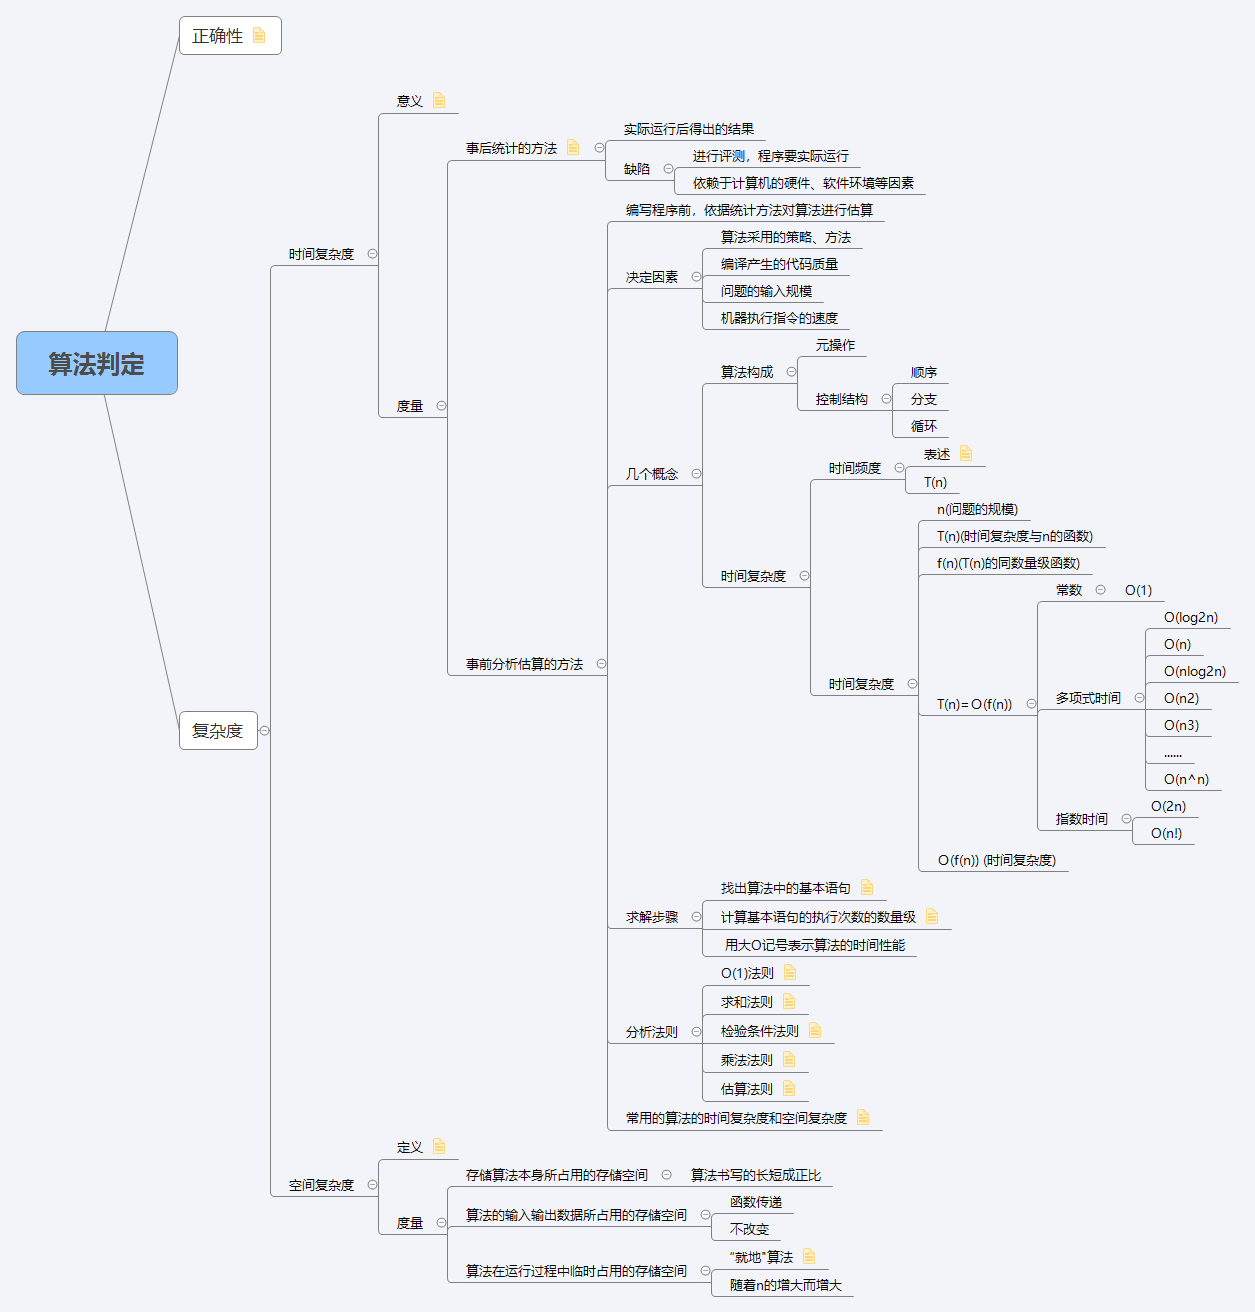 正确性
意义
实际运行后得出的结果
事后统计的方法
进行评测，程序要实际运行
缺陷
依赖于计算机的硬件、软件环境等因素
编写程序前，依据统计方法对算法进行估算
算法采用的策略、方法
时间复杂度
编译产生的代码质量
决定因素
问题的输入规模
机器执行指令的速度
元操作
算法判定
算法构成
顺序
控制结构
分支
度量
循环
表述
时间频度
几个概念
T(n)
n(问题的规模)
T(n)(时间复杂度与n的函数)
f(n)(T(n)的同数量级函数)
时间复杂度
常数
O(1)
O(log2n)
O(n)
事前分析估算的方法
O(nlog2n)
时间复杂度
T(n)=O(f(n))
多项式时间
O(n2)
O(n3)
复杂度
......
O(n^n)
O(2n)
指数时间
O(n!)
O(f(n)) (时间复杂度)
找出算法中的基本语句
求解步骤
计算基本语句的执行次数的数量级
用大O记号表示算法的时间性能
O(1)法则
求和法则
分析法则
检验条件法则
乘法法则
估算法则
常用的算法的时间复杂度和空间复杂度
定义
存储算法本身所占用的存储空间
算法书写的长短成正比
空间复杂度
函数传递
度量
算法的输入输出数据所占用的存储空间
不改变
“就地"算法
算法在运行过程中临时占用的存储空间
随着n的增大而增大